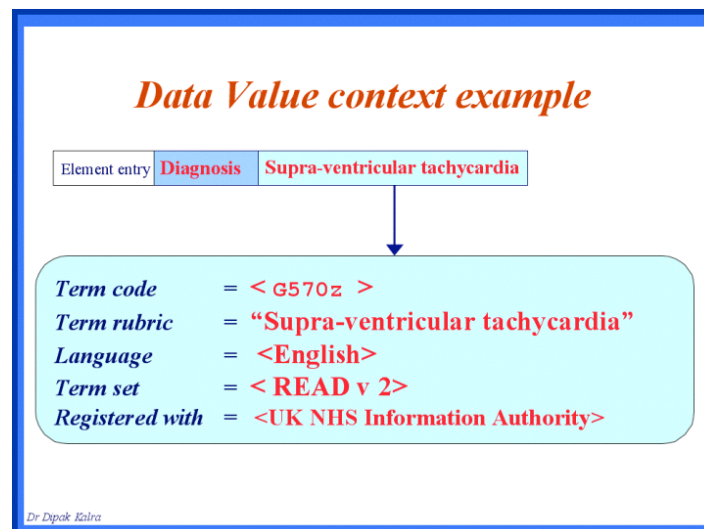 Data Value context example
Element entry Diagnosis Supra-ventricular tachycardia
Term code = < G570z >
Term rubric = “Supra-ventricular tachycardia”
Language = <English>
Term set = < READ v 2>
Registered with = <UK NHS Information Authority>
Dr Dipak Kalra